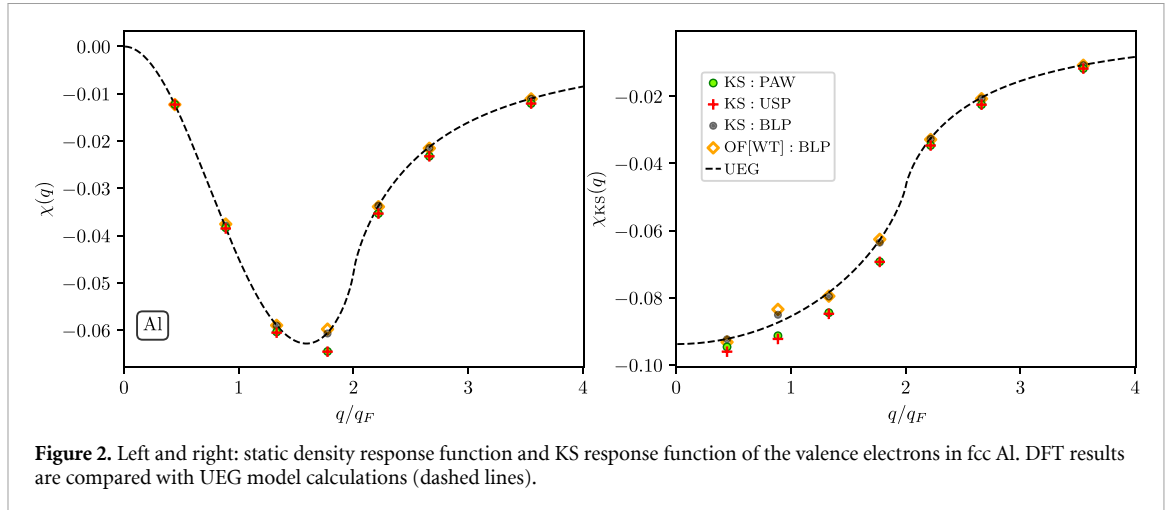 0.00
−0.01
−0.02
−0.03
−0.04
−0.05
−0.06
χ(q)
Al
0
1
2
3
4
q/q_F
−0.02
−0.04
−0.06
−0.08
−0.10
χ_KS(q)
KS : PAW
KS : USP
KS : BLP
OF[WT] : BLP
UEG
0
1
2
3
4
q/q_F
Figure 2. Left and right: static density response function and KS response function of the valence electrons in fcc Al. DFT results
are compared with UEG model calculations (dashed lines).